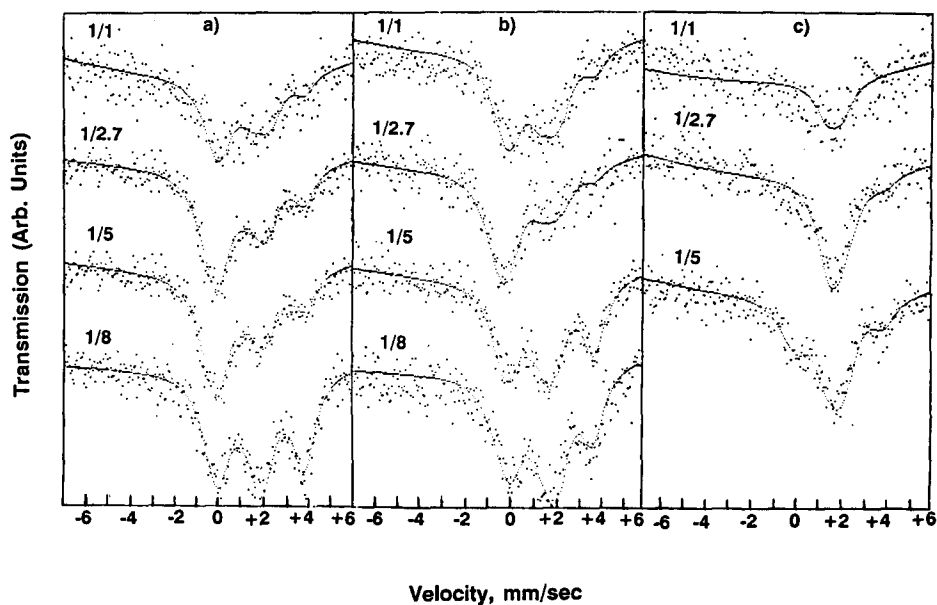 a)
b)
c)
1/1
1/1
1/1
1/2.7
1/2.7
1/2.7
1/5
1/5
1/5
1/8
1/8
Transmission (Arb. Units)
-6 -4 -2 0 +2 +4 +6
-6 -4 -2 0 +2 +4 +6
-6 -4 -2 0 +2 +4 +6
Velocity, mm/sec